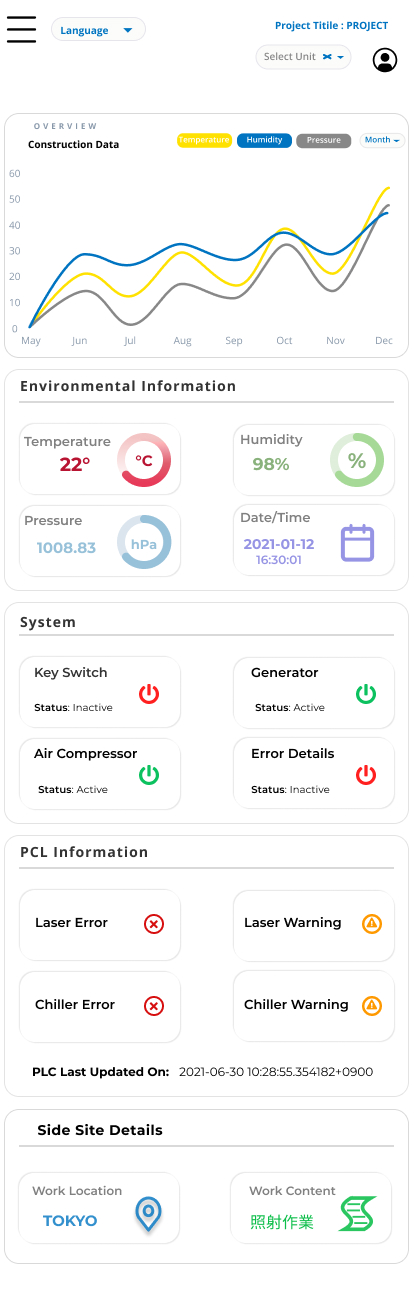 Project Titile : PROJECT
Language
Select Unit
OVERVIEW
Construction Data
Temperature
Humidity
Pressure
Month
60
50
40
30
20
10
0
May Jun Jul Aug Sep Oct Nov Dec
Environmental Information
Temperature
22°
°C
Humidity
98%
%
Pressure
1008.83
hPa
Date/Time
2021-01-12
16:30:01
System
Key Switch
Status: Inactive
Generator
Status: Active
Air Compressor
Status: Active
Error Details
Status: Inactive
PCL Information
Laser Error
Laser Warning
Chiller Error
Chiller Warning
PLC Last Updated On: 2021-06-30 10:28:55.354182+0900
Side Site Details
Work Location
TOKYO
Work Content
照射作業